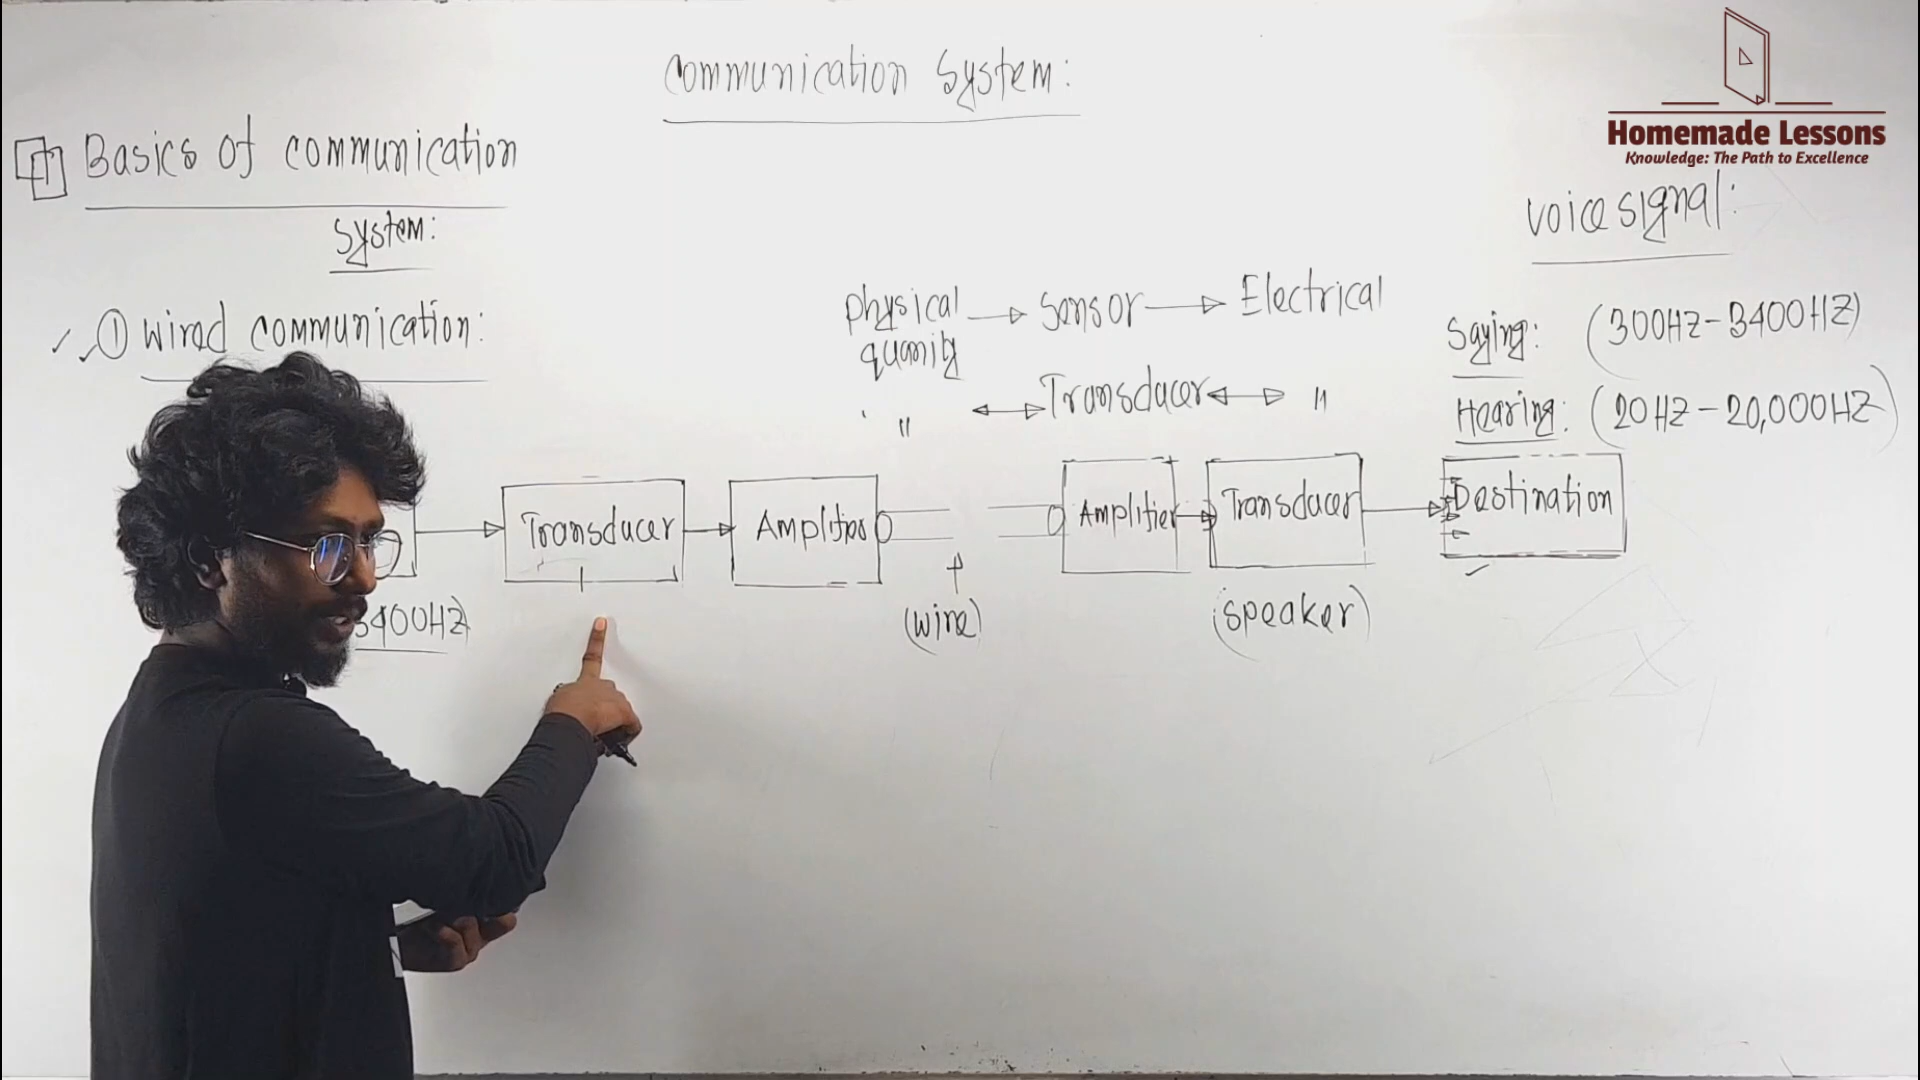 Communication System:
Homemade Lessons
Knowledge: The Path to Excellence
Basics of communication
System:
① wired communication:
voice signal:
Saying: (300HZ-3400HZ)
Hearing: (20HZ-20,000HZ)
physical quantity → Sensor → Electrical
" ↔ Transducer ↔ "
Transducer
Amplifier
(wire)
Amplifier
Transducer
(speaker)
Destination
3400HZ)